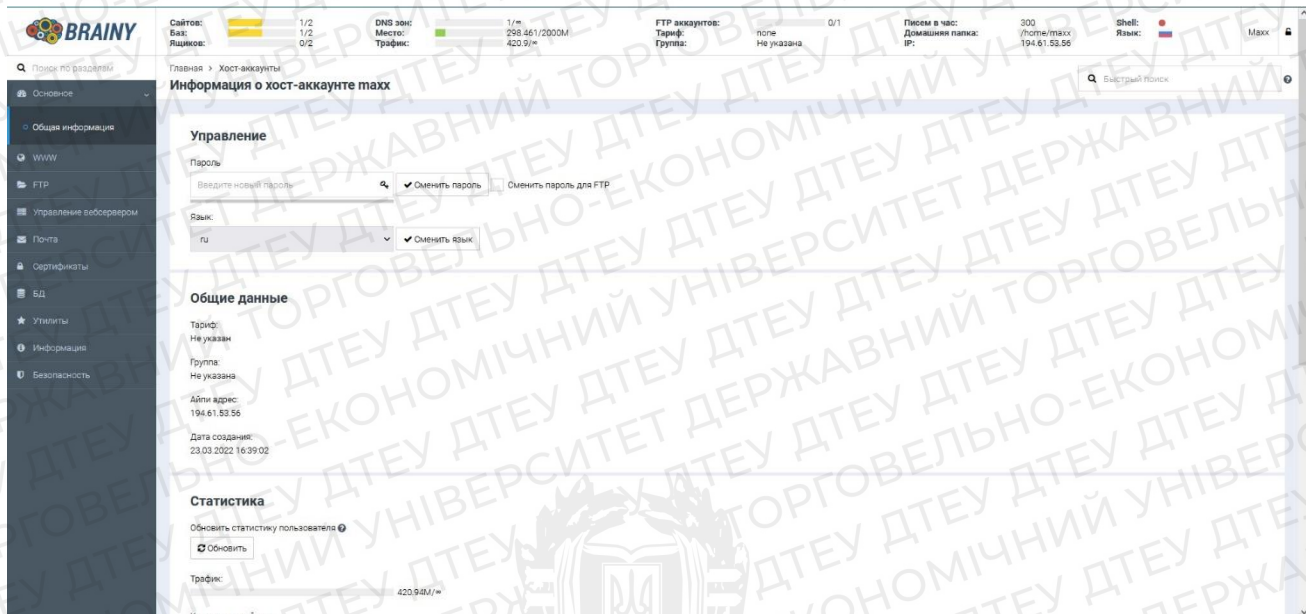 BRAINY
Сайтов: 1/2
Баз: 1/2
Ящиков: 0/2
DNS зон: 1/∞
Место: 298.461/2000M
Трафик: 420.9/∞
FTP аккаунтов: 0/1
Тариф: none
Группа: Не указана
Писем в час: 300
Домашняя папка: /home/maxx
IP: 194.61.53.56
Shell:
Язык:
Maxx
Поиск по разделам
Основное
Общая информация
WWW
FTP
Управление вебсервером
Почта
Сертификаты
БД
Утилиты
Информация
Безопасность
Главная > Хост-аккаунты
Информация о хост-аккаунте maxx
Быстрый поиск
Управление
Пароль
Введите новый пароль
Сменить пароль
Сменить пароль для FTP
Язык:
ru
Сменить язык
Общие данные
Тариф:
Не указан
Группа:
Не указана
Айпи адрес:
194.61.53.56
Дата создания:
23.03.2022 16:39:02
Статистика
Обновить статистику пользователя
Обновить
Трафик:
420.94M/∞
ДЕРЖАВНИЙ ТОРГОВЕЛЬНО-ЕКОНОМІЧНИЙ УНІВЕРСИТЕТ
ДТЕУ ДТЕУ ДТЕУ